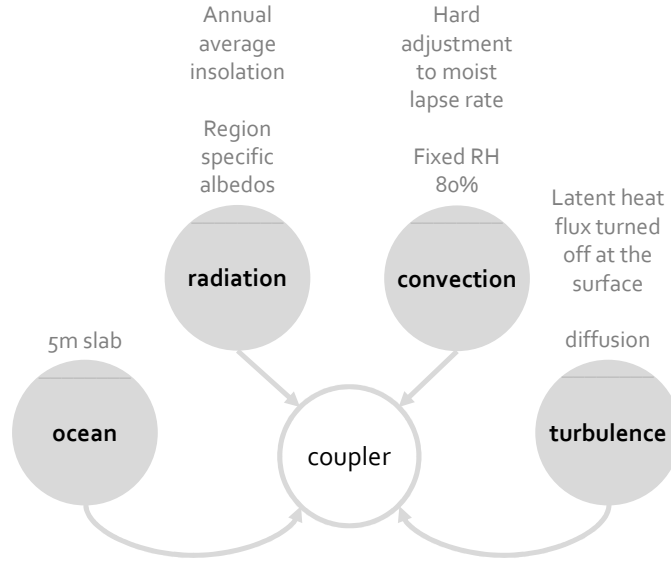 Annual
average
insolation
Region
specific
albedos
radiation
Hard
adjustment
to moist
lapse rate
Fixed RH
80%
convection
Latent heat
flux turned
off at the
surface
diffusion
turbulence
5m slab
ocean
coupler